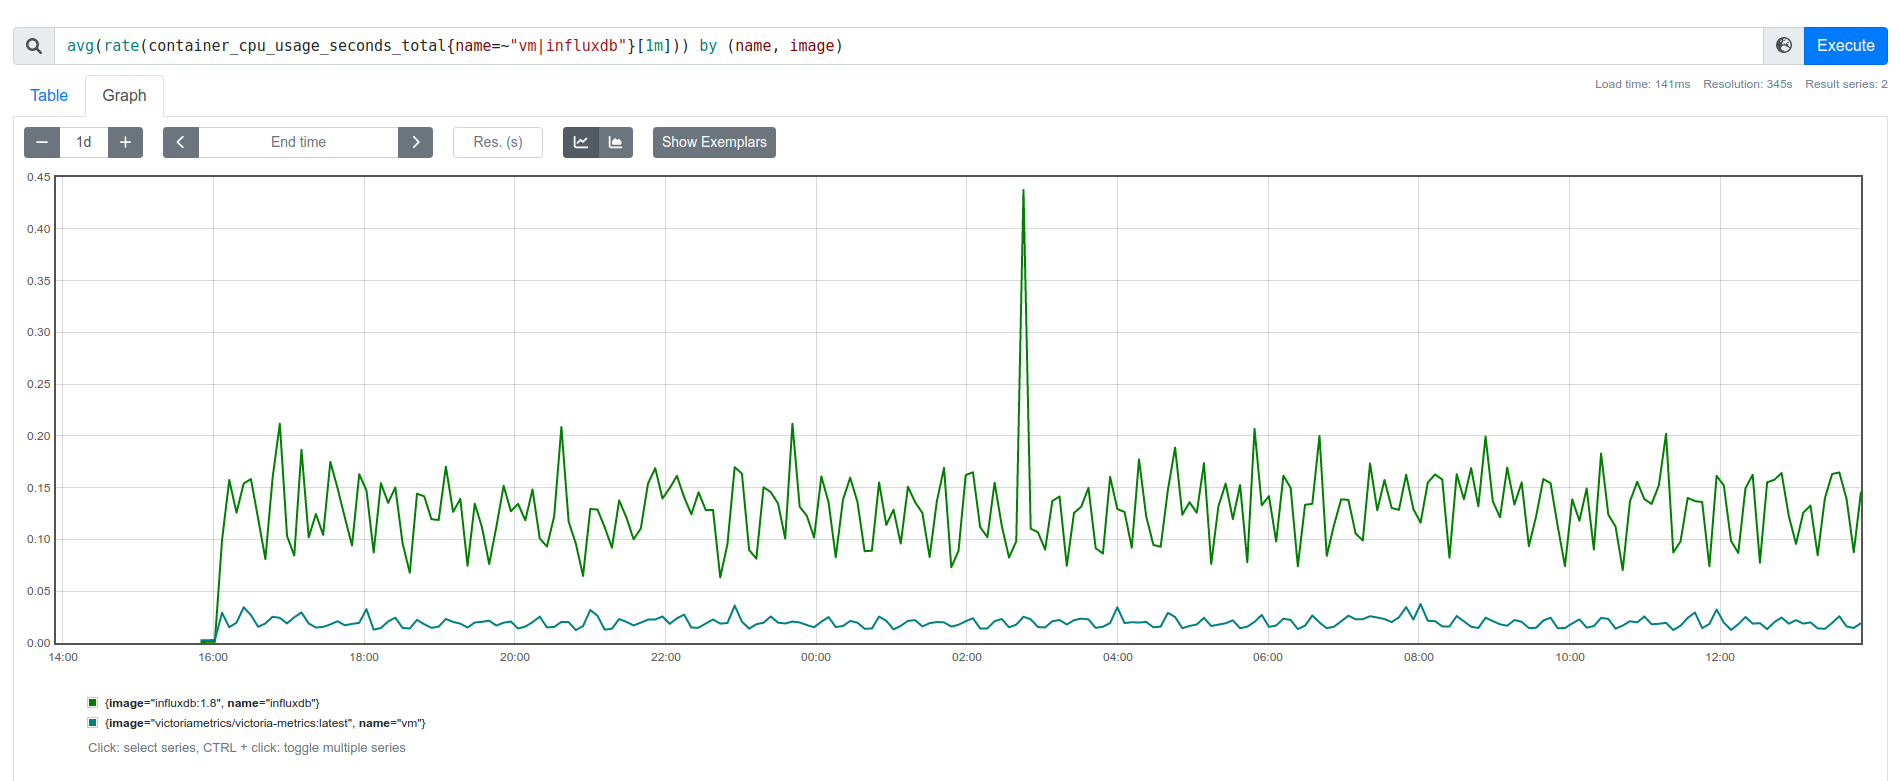 avg(rate(container_cpu_usage_seconds_total{name=~"vm|influxdb"}[1m])) by (name, image)
Execute
Table
Graph
Load time: 141ms Resolution: 345s Result series: 2
1d
End time
Res. (s)
Show Exemplars
0.45
0.40
0.35
0.30
0.25
0.20
0.15
0.10
0.05
0.00
14:00 16:00 18:00 20:00 22:00 00:00 02:00 04:00 06:00 08:00 10:00 12:00
{image="influxdb:1.8", name="influxdb"}
{image="victoriametrics/victoria-metrics:latest", name="vm"}
Click: select series, CTRL + click: toggle multiple series